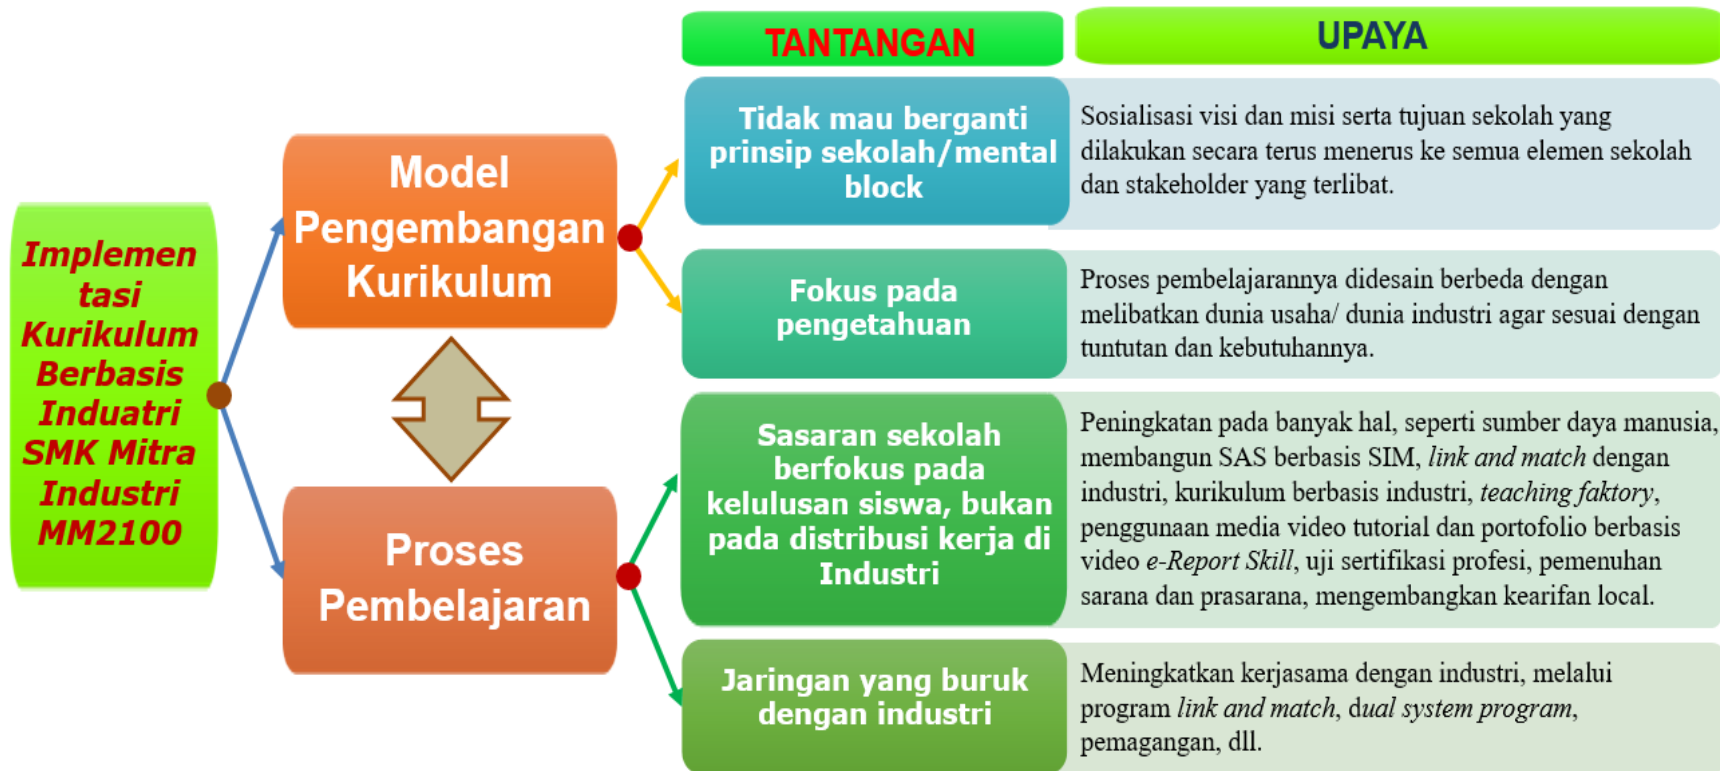 TANTANGAN
UPAYA
Implemen
tasi
Kurikulum
Berbasis
Induatri
SMK Mitra
Industri
MM2100
Model
Pengembangan
Kurikulum
Proses
Pembelajaran
Tidak mau berganti
prinsip sekolah/mental
block
Sosialisasi visi dan misi serta tujuan sekolah yang
dilakukan secara terus menerus ke semua elemen sekolah
dan stakeholder yang terlibat.
Fokus pada
pengetahuan
Proses pembelajarannya didesain berbeda dengan
melibatkan dunia usaha/ dunia industri agar sesuai dengan
tuntutan dan kebutuhannya.
Sasaran sekolah
berfokus pada
kelulusan siswa, bukan
pada distribusi kerja di
Industri
Peningkatan pada banyak hal, seperti sumber daya manusia,
membangun SAS berbasis SIM, link and match dengan
industri, kurikulum berbasis industri, teaching faktory,
penggunaan media video tutorial dan portofolio berbasis
video e-Report Skill, uji sertifikasi profesi, pemenuhan
sarana dan prasarana, mengembangkan kearifan local.
Jaringan yang buruk
dengan industri
Meningkatkan kerjasama dengan industri, melalui
program link and match, dual system program,
pemagangan, dll.